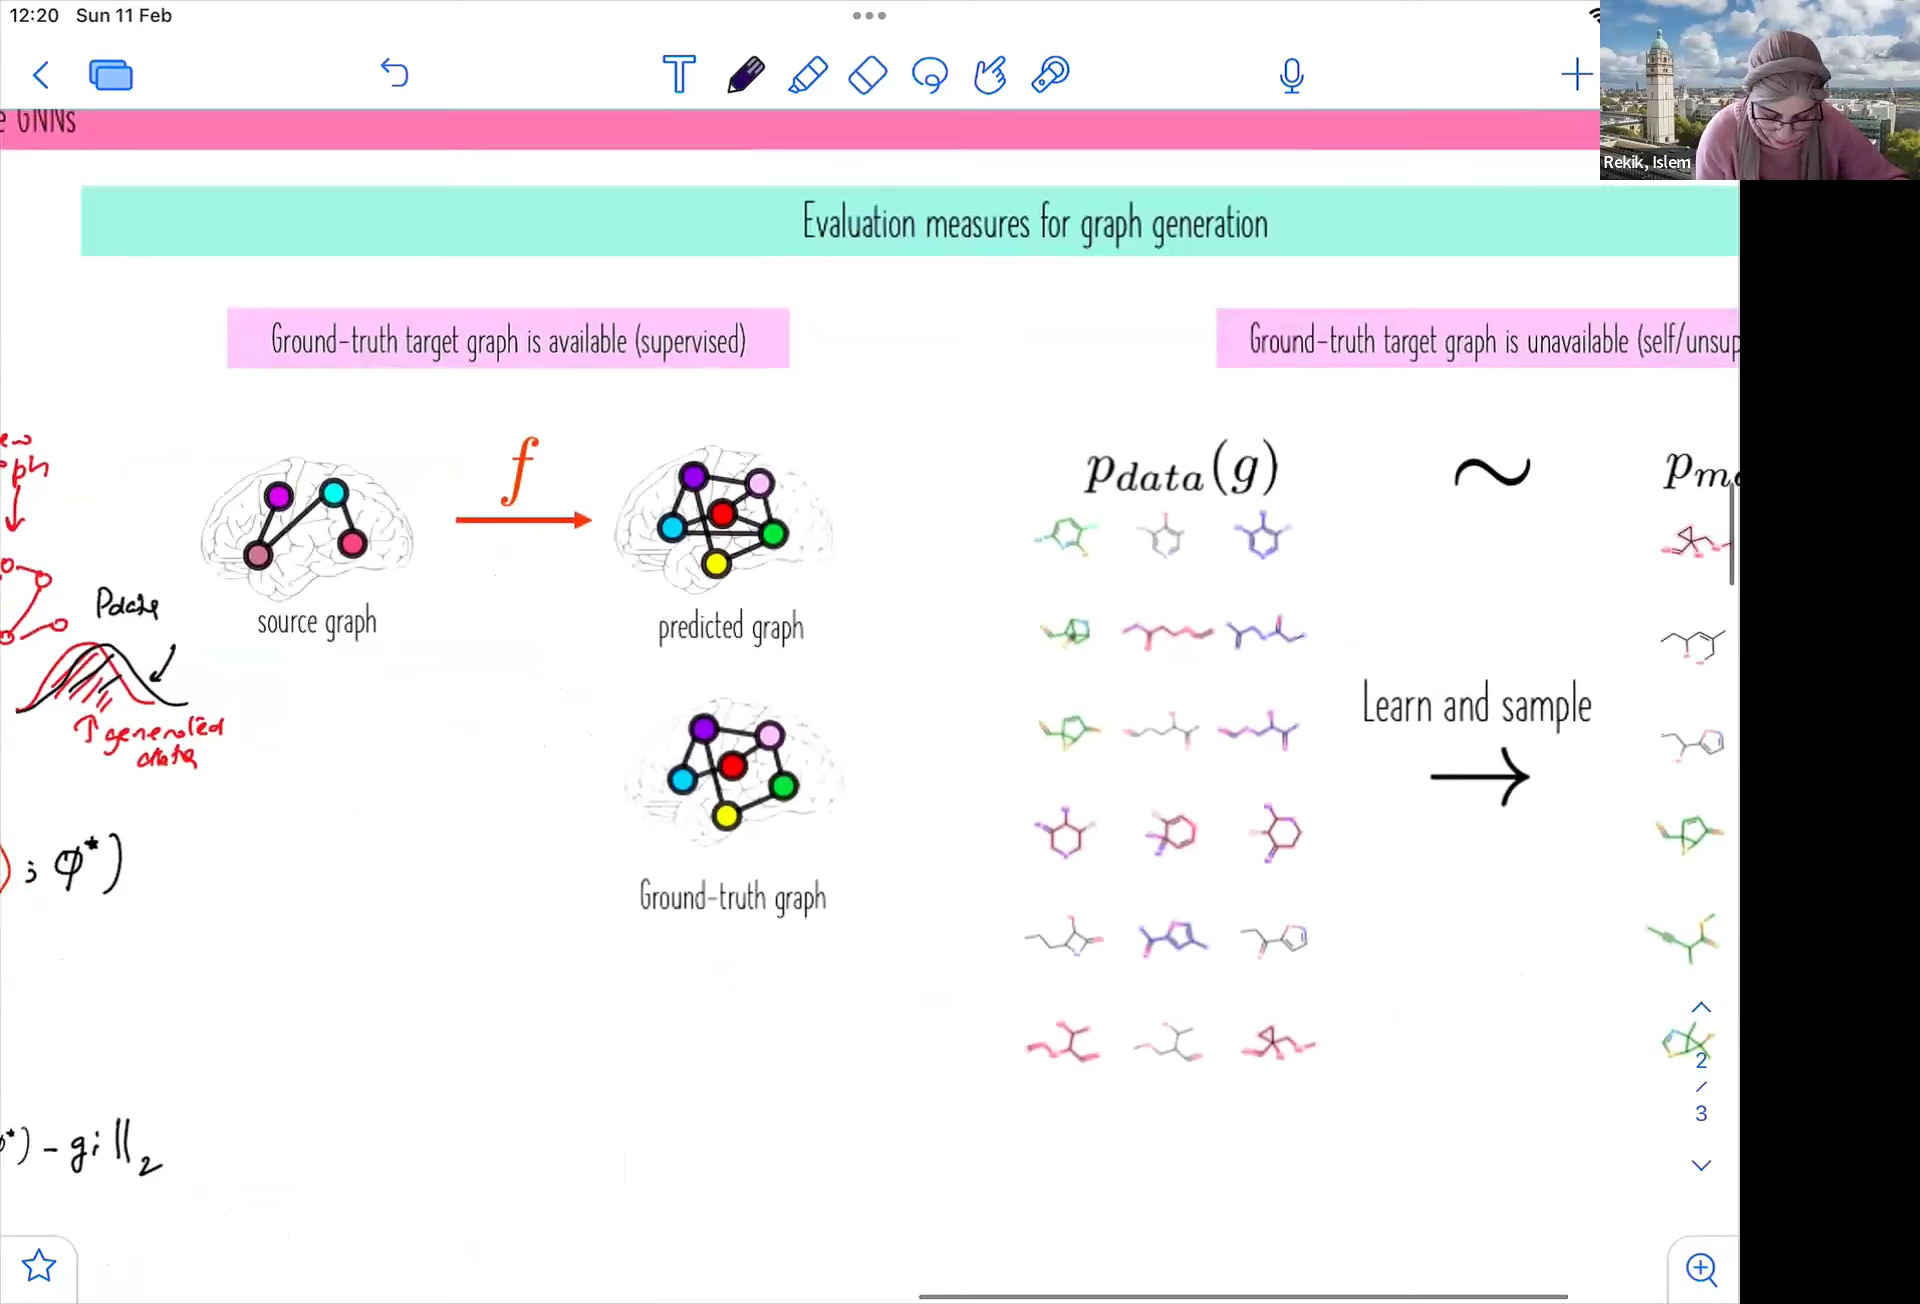 12:20 Sun 11 Feb
e GNNs
Rekik, Islem
Evaluation measures for graph generation
Ground-truth target graph is available (supervised)
Ground-truth target graph is unavailable (self/unsup
f
p_data(g) ~ p_m
source graph
predicted graph
Pdata
↑ generated
data
Learn and sample
→
; φ*)
Ground-truth graph
*) - gi ||₂
2
/
3